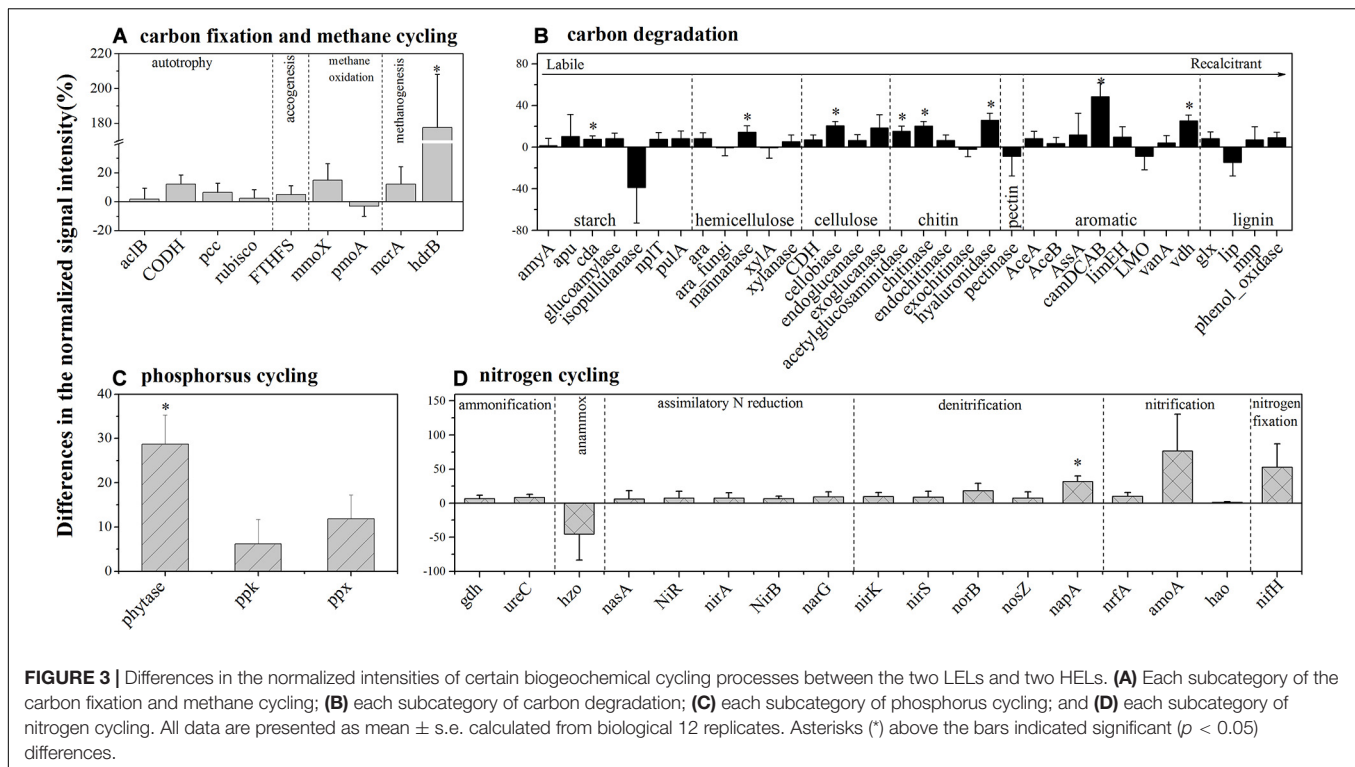 Differences in the normalized signal intensity(%)
A carbon fixation and methane cycling
220
200
180
160
20
10
0
-10
-20
autotrophy
aceogenesis
methane
oxidation
methanogenesis
*
aclB
CODH
pcc
rubisco
FTHFS
mmoX
pmoA
mcrA
hdrB
B carbon degradation
80
40
0
-40
-80
Labile
Recalcitrant
* * * * * * * *
starch
hemicellulose
cellulose
chitin
pectin
aromatic
lignin
amyA
apu
cda
glucoamylase
isopullulanase
nplT
pulA
ara
ara_fungi
mannanase
xylA
xylanase
CDH
cellobiase
endoglucanase
exoglucanase
acetylglucosaminidase
chitinase
endochitinase
exochitinase
hyaluronidase
pectinase
AceA
AceB
AssA
camDCAB
limEH
LMO
vanA
vdh
glx
lip
mnp
phenol_oxidase
C phosphorsus cycling
40
30
20
10
0
*
phytase
ppk
ppx
D nitrogen cycling
150
100
50
0
-50
-100
ammonification
anammox
assimilatory N reduction
denitrification
nitrification
nitrogen
fixation
*
gdh
ureC
hzo
nasA
NiR
nirA
NirB
narG
nirK
nirS
norB
nosZ
napA
nrfA
amoA
hao
nifH
FIGURE 3 | Differences in the normalized intensities of certain biogeochemical cycling processes between the two LELs and two HELs. (A) Each subcategory of the
carbon fixation and methane cycling; (B) each subcategory of carbon degradation; (C) each subcategory of phosphorus cycling; and (D) each subcategory of
nitrogen cycling. All data are presented as mean ± s.e. calculated from biological 12 replicates. Asterisks (*) above the bars indicated significant (p < 0.05)
differences.